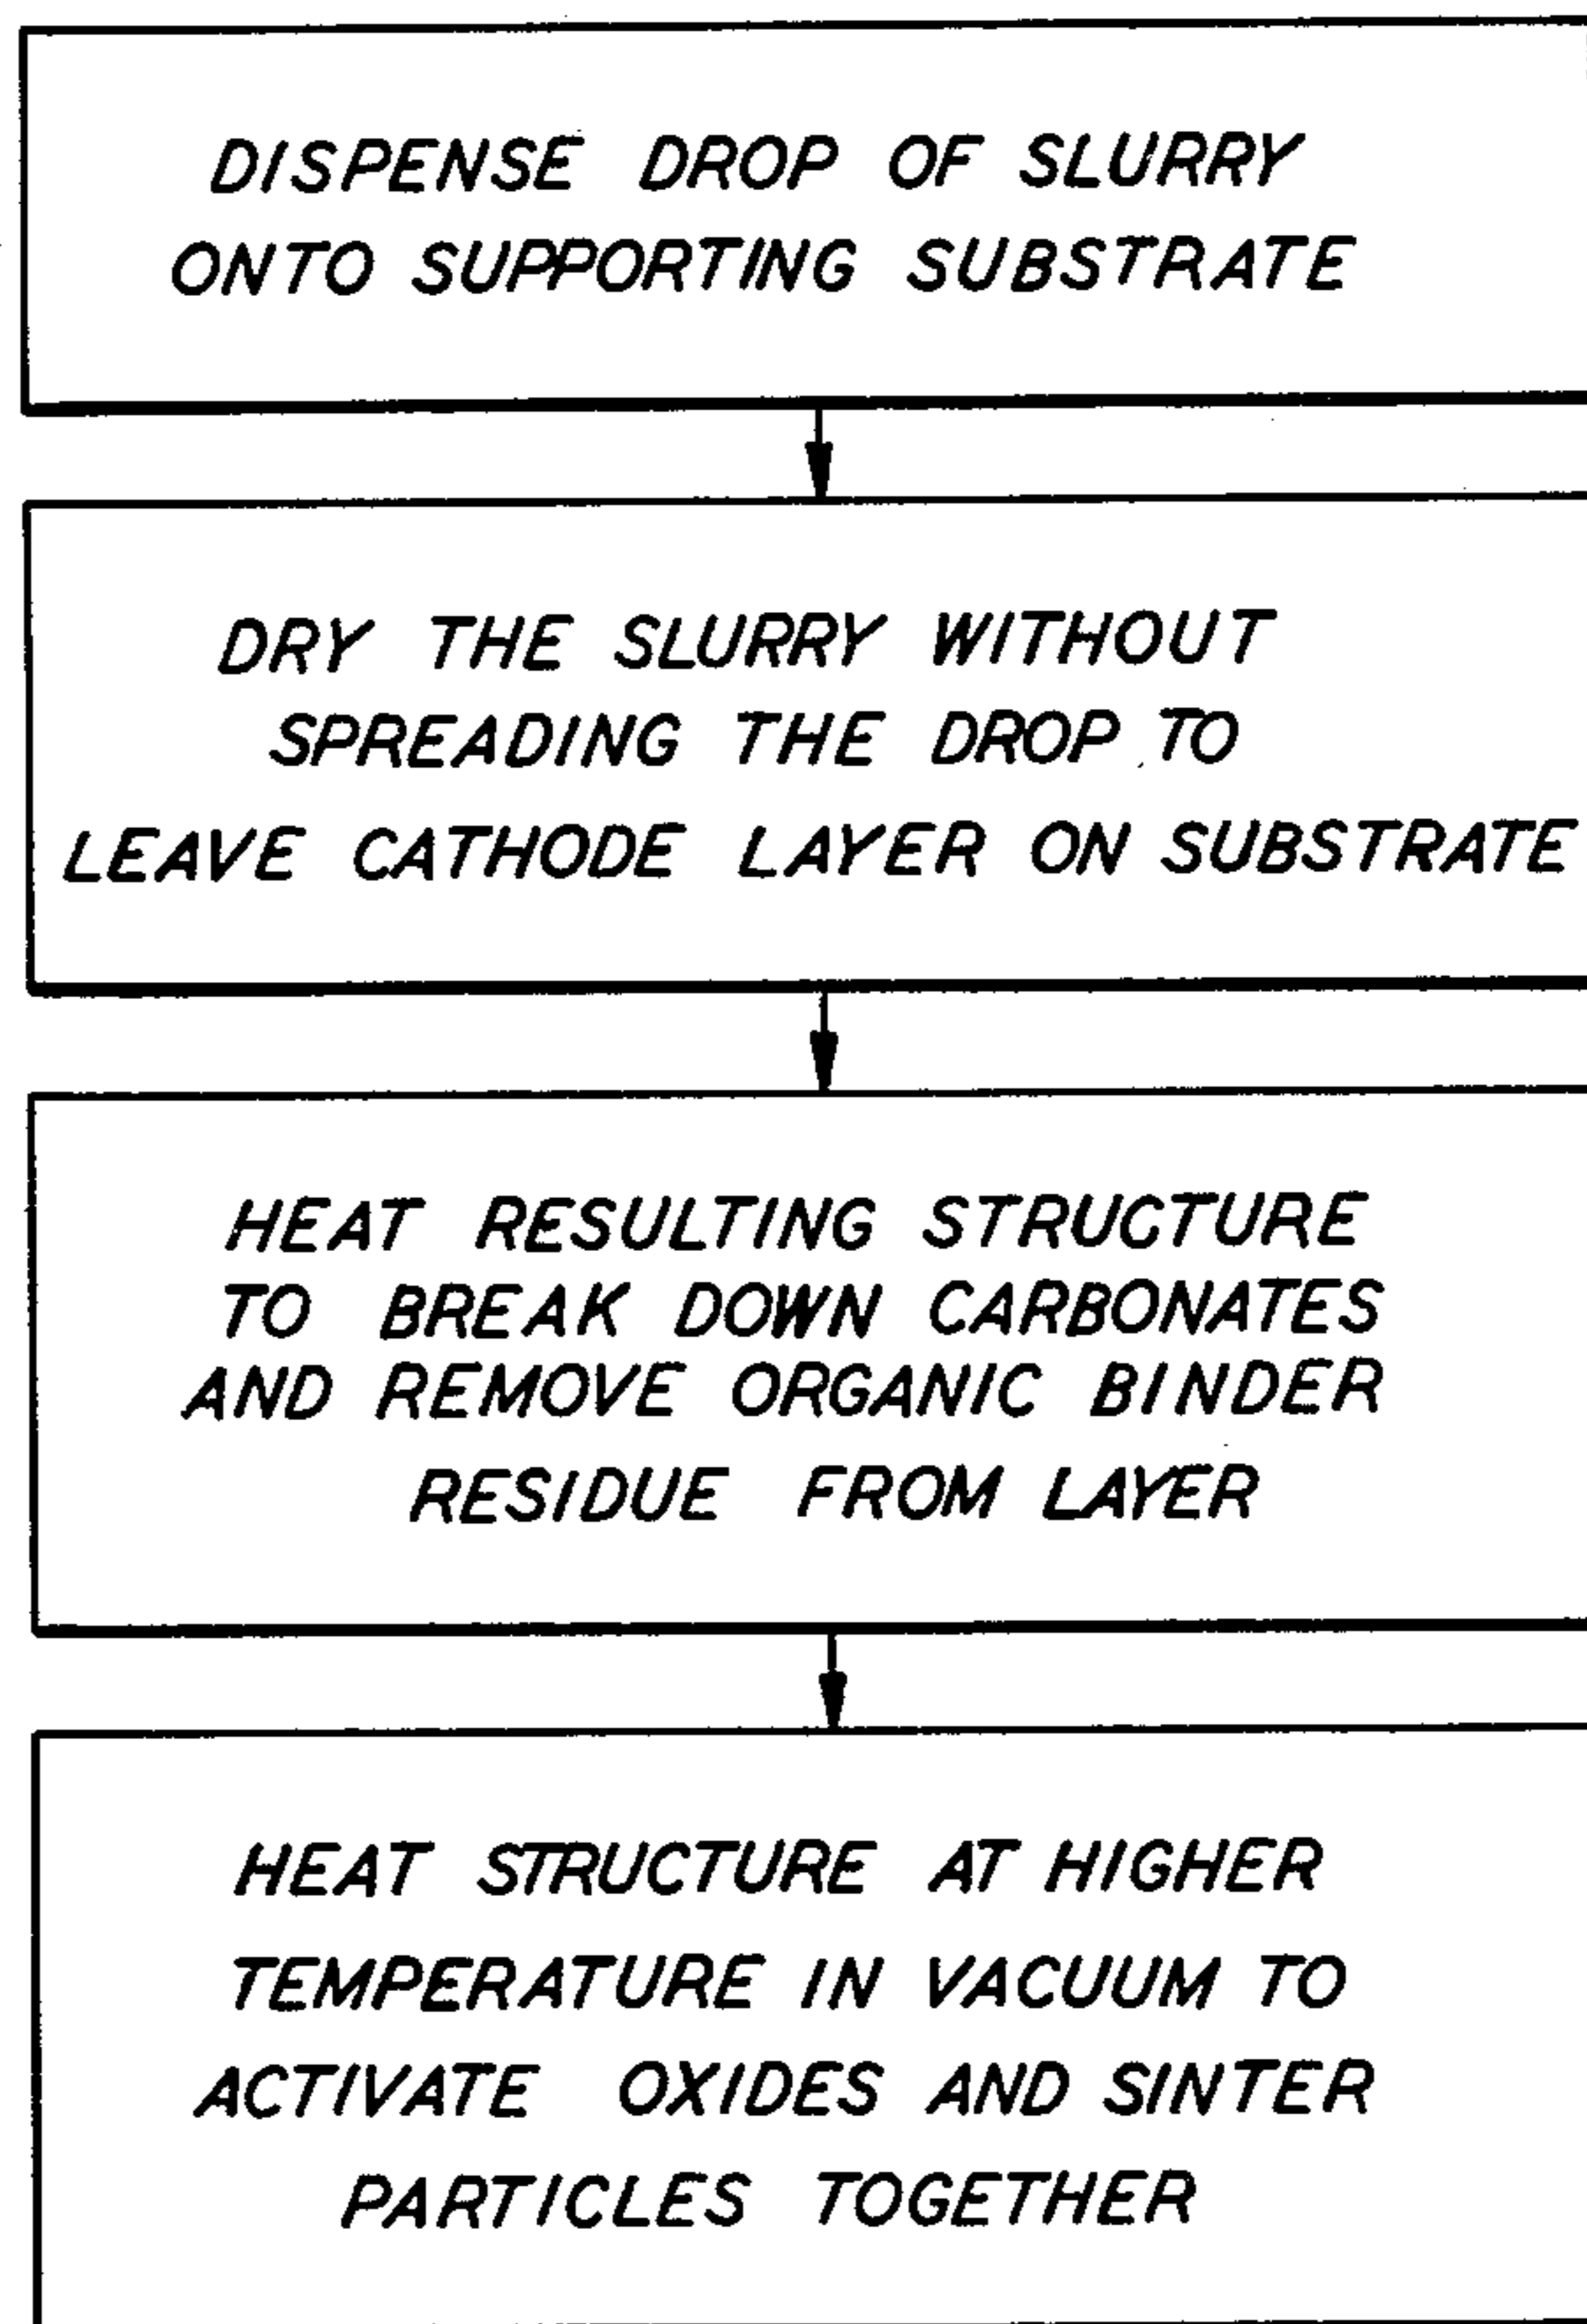 DISPENSE DROP OF SLURRY
ONTO SUPPORTING SUBSTRATE
DRY THE SLURRY WITHOUT
SPREADING THE DROP TO
LEAVE CATHODE LAYER ON SUBSTRATE
HEAT RESULTING STRUCTURE
TO BREAK DOWN CARBONATES
AND REMOVE ORGANIC BINDER
RESIDUE FROM LAYER
HEAT STRUCTURE AT HIGHER
TEMPERATURE IN VACUUM TO
ACTIVATE OXIDES AND SINTER
PARTICLES TOGETHER